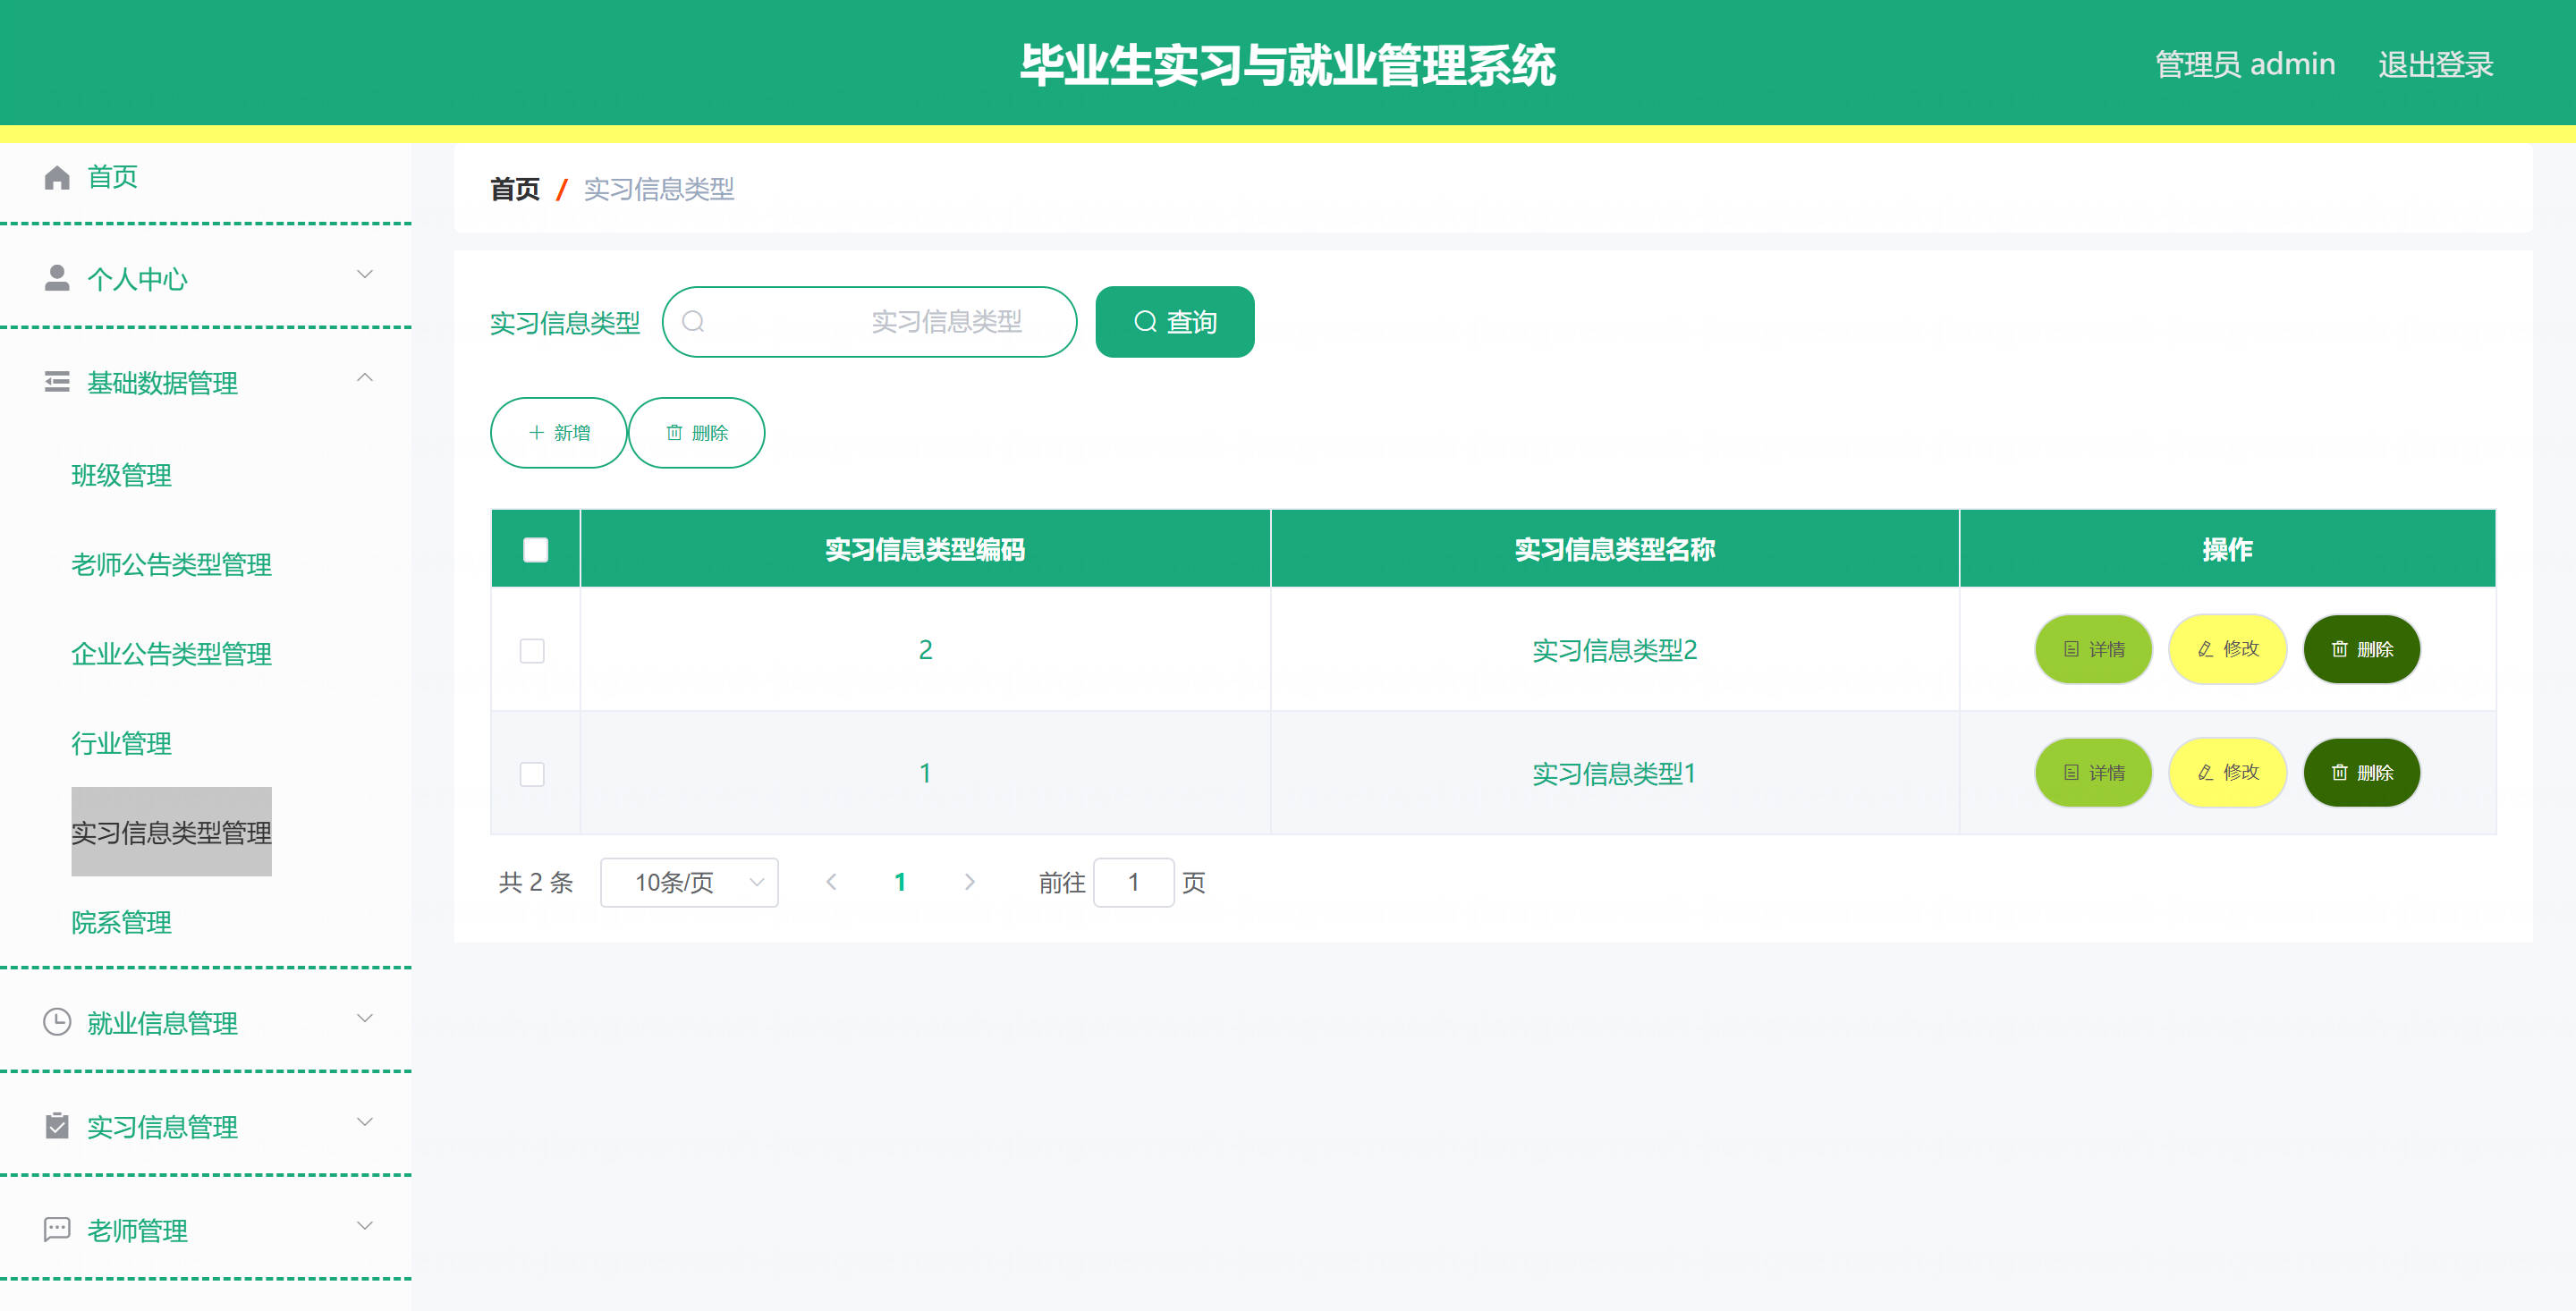 毕业生实习与就业管理系统
管理员 admin 退出登录
首页
个人中心
基础数据管理
班级管理
老师公告类型管理
企业公告类型管理
行业管理
实习信息类型管理
院系管理
就业信息管理
实习信息管理
老师管理
首页 / 实习信息类型
实习信息类型 实习信息类型 查询
新增 删除
实习信息类型编码 实习信息类型名称 操作
2 实习信息类型2 详情 修改 删除
1 实习信息类型1 详情 修改 删除
共 2 条 10条/页 1 前往 1 页